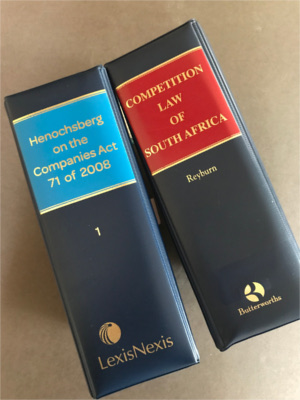 Henochsberg
on the
Companies Act
71 of 2008
1
LexisNexis
COMPETITION
LAW
OF
SOUTH AFRICA
Reyburn
Butterworths